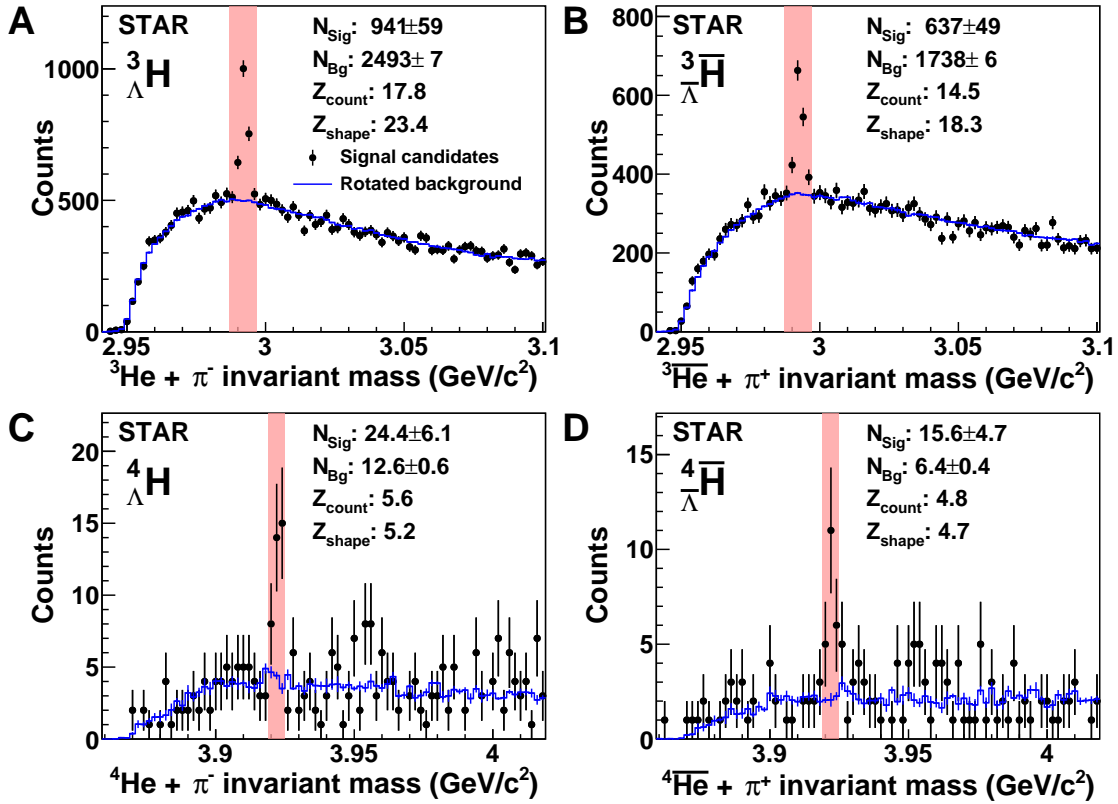 A
STAR
³ΛH
N_Sig: 941±59
N_Bg: 2493± 7
Z_count: 17.8
Z_shape: 23.4
Signal candidates
Rotated background
Counts
1000
500
0
2.95 3 3.05 3.1
³He + π⁻ invariant mass (GeV/c²)
B
STAR
³Λ̅H̅
N_Sig: 637±49
N_Bg: 1738± 6
Z_count: 14.5
Z_shape: 18.3
Counts
800
600
400
200
0
2.95 3 3.05 3.1
³H̅e̅ + π⁺ invariant mass (GeV/c²)
C
STAR
⁴ΛH
N_Sig: 24.4±6.1
N_Bg: 12.6±0.6
Z_count: 5.6
Z_shape: 5.2
Counts
20
15
10
5
0
3.9 3.95 4
⁴He + π⁻ invariant mass (GeV/c²)
D
STAR
⁴Λ̅H̅
N_Sig: 15.6±4.7
N_Bg: 6.4±0.4
Z_count: 4.8
Z_shape: 4.7
Counts
15
10
5
0
3.9 3.95 4
⁴H̅e̅ + π⁺ invariant mass (GeV/c²)